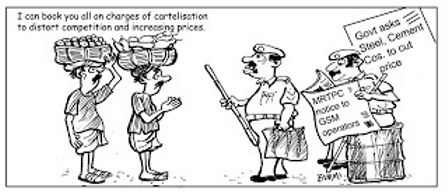 I can book you all on charges of cartelisation
to distort competition and increasing prices.
Govt asks
Steel, Cement
Cos. to cut
price
MRTPC
notice to
GSM
operators